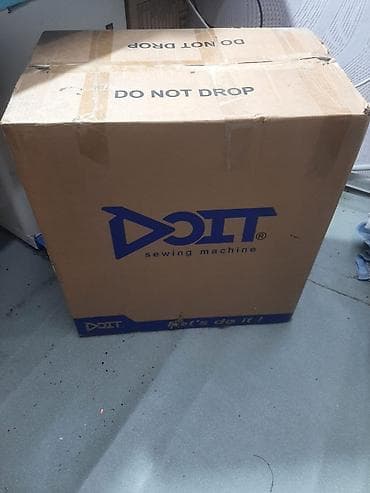 DO NOT DROP
DO NOT DROP
DOIT®
sewing machine
DOIT
Let's do it !